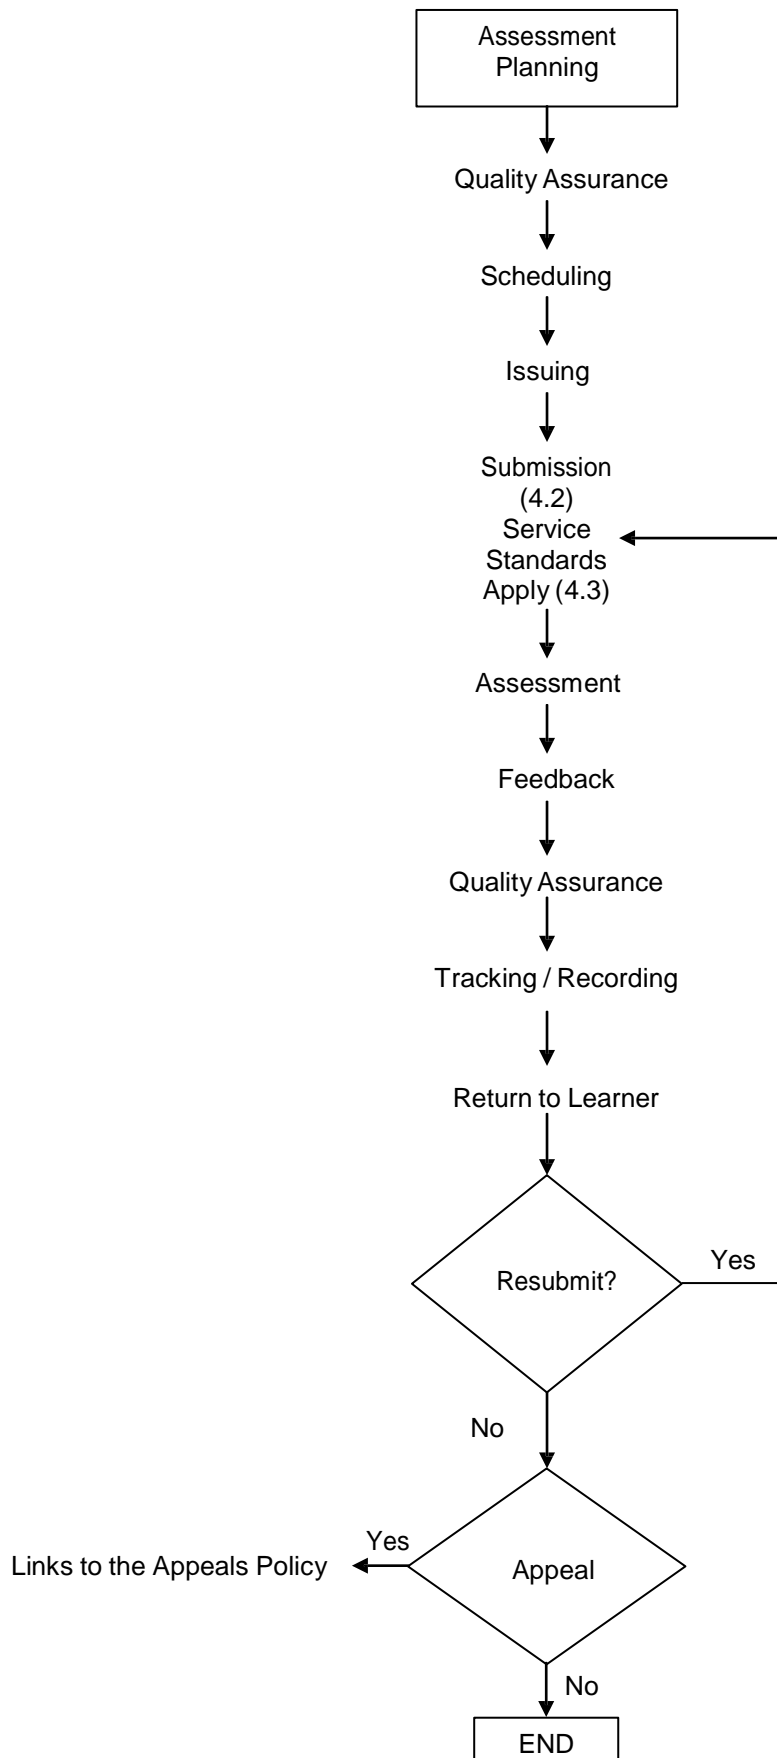 Assessment
Planning
Quality Assurance
Scheduling
Issuing
Submission
(4.2)
Service
Standards
Apply (4.3)
Assessment
Feedback
Quality Assurance
Tracking / Recording
Return to Learner
Resubmit?
Yes
No
Yes
Links to the Appeals Policy
Appeal
No
END